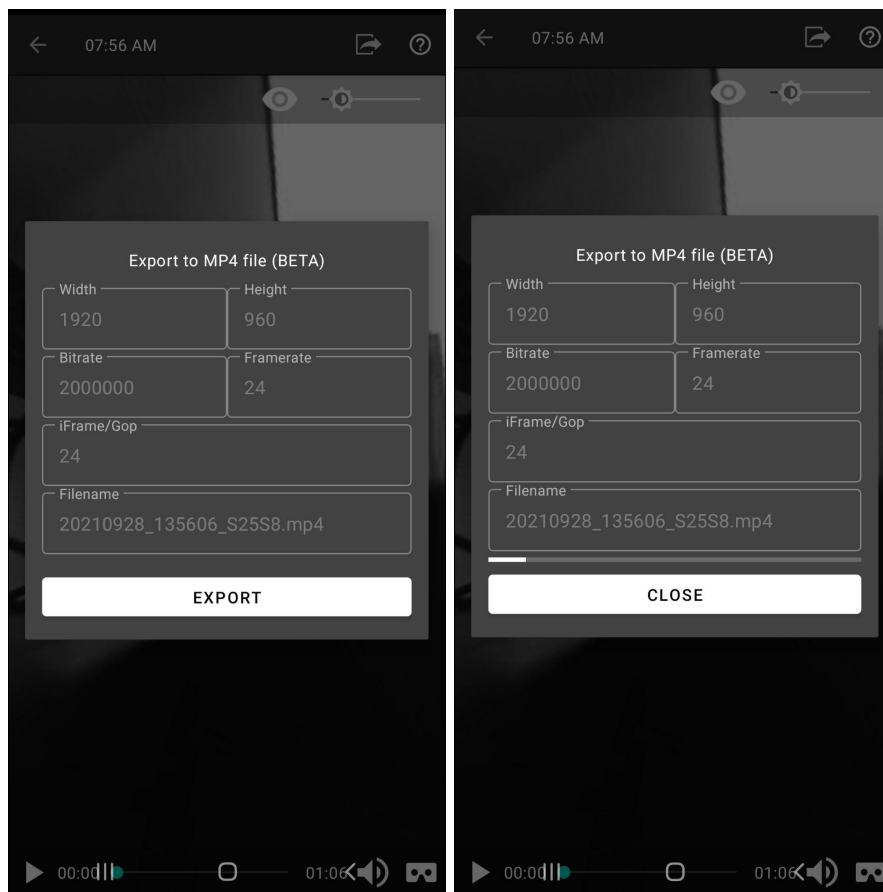 07:56 AM
Export to MP4 file (BETA)
Width
Height
1920
960
Bitrate
Framerate
2000000
24
iFrame/Gop
24
Filename
20210928_135606_S25S8.mp4
EXPORT
00:00
01:06
07:56 AM
Export to MP4 file (BETA)
Width
Height
1920
960
Bitrate
Framerate
2000000
24
iFrame/Gop
24
Filename
20210928_135606_S25S8.mp4
CLOSE
00:00
01:06